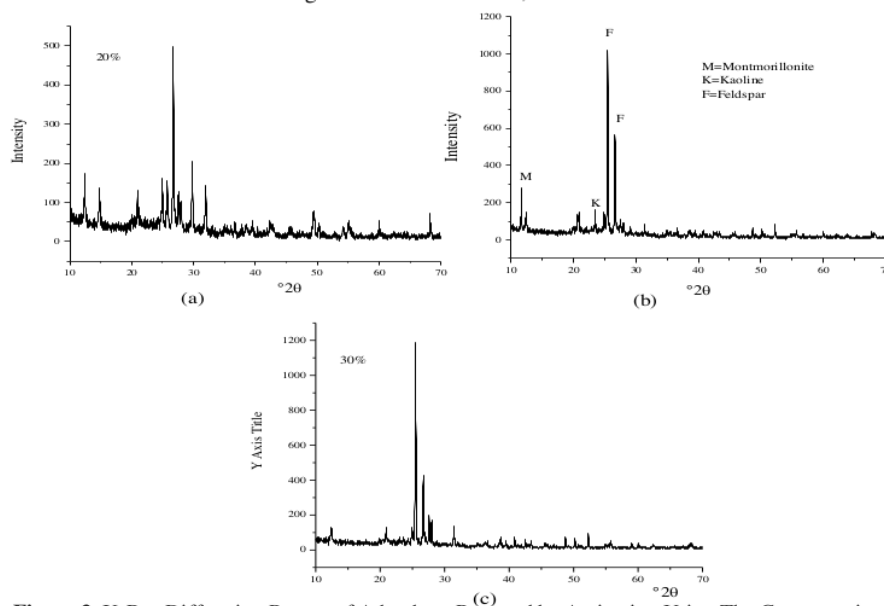 20%
Intensity
500
400
300
200
100
0
10 20 30 40 50 60 70
°2θ
(a)
1200
1000
800
600
400
200
0
Intensity
F
F
M
K
M=Montmorillonite
K=Kaoline
F=Feldspar
10 20 30 40 50 60
°2θ
(b)
30%
Y Axis Title
1200
1000
800
600
400
200
0
10 20 30 40 50 60 70
°2θ
(c)